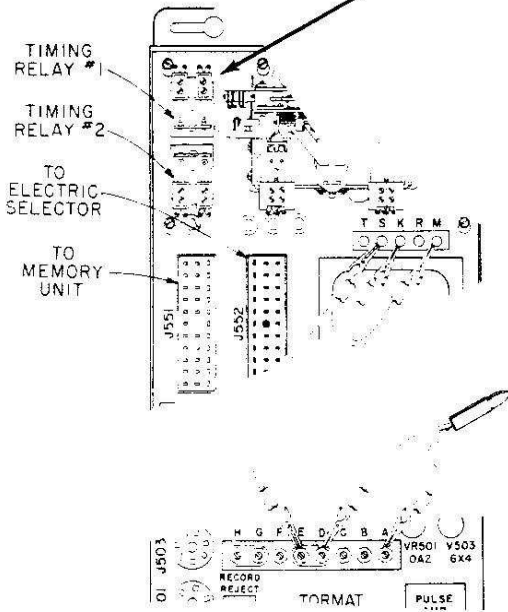 TIMING
RELAY #1
TIMING
RELAY #2
TO
ELECTRIC
SELECTOR
TO
MEMORY
UNIT
T S K R M
J551
J552
H G F E D C B A
J503
VR501 V503
OA2 6X4
RECORD
REJECT
TORMAT
PULSE